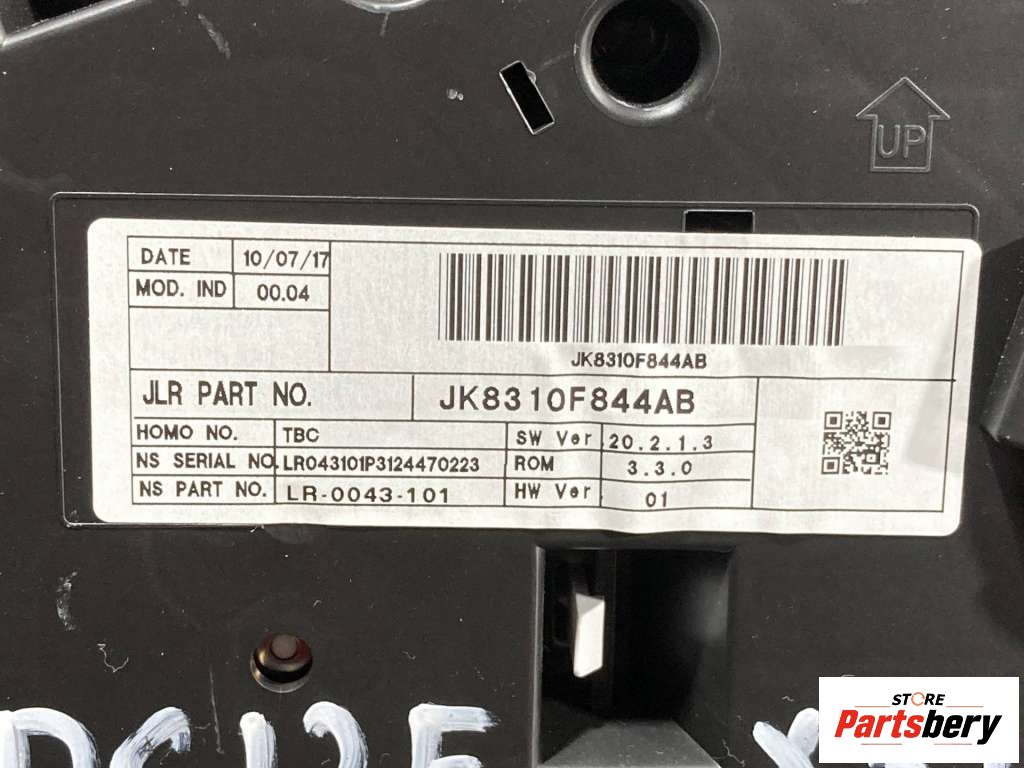 UP
DATE 10/07/17
MOD. IND 00.04
JK8310F844AB
JLR PART NO. JK8310F844AB
HOMO NO. TBC SW Ver 20.2.1.3
NS SERIAL NO. LR043101P3124470223 ROM 3.3.0
NS PART NO. LR-0043-101 HW Ver 01
STORE
Partsbery